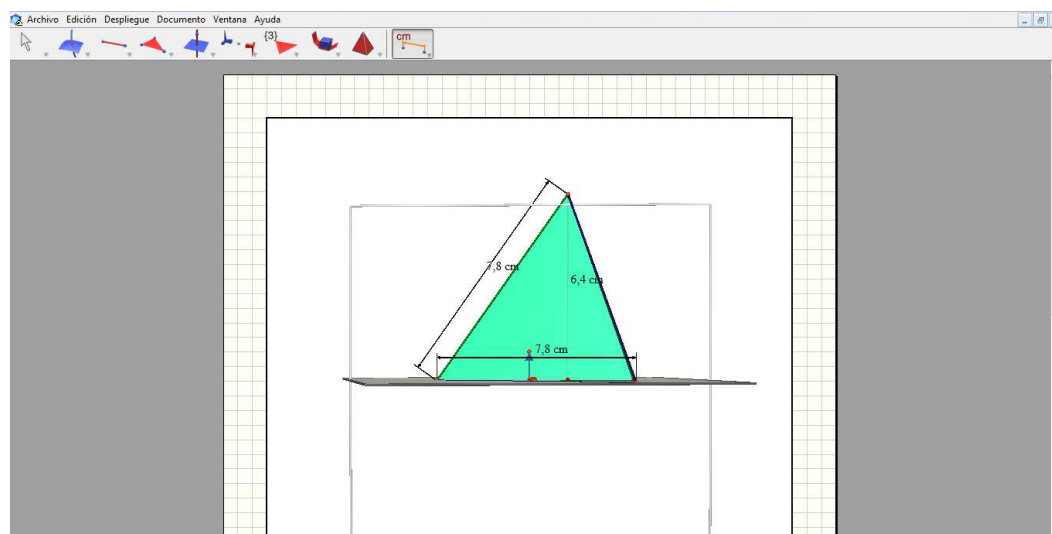 Archivo Edición Despliegue Documento Ventana Ayuda
{3}
cm
7,8 cm
6,4 cm
7,8 cm